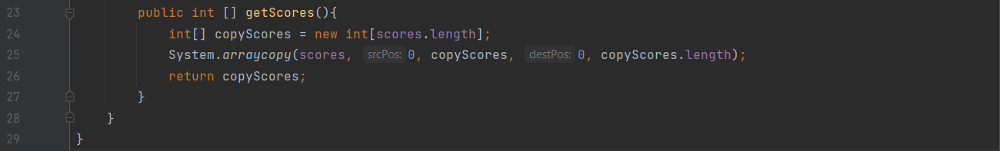 23 public int [] getScores(){
24 int[] copyScores = new int[scores.length];
25 System.arraycopy(scores, srcPos: 0, copyScores, destPos: 0, copyScores.length);
26 return copyScores;
27 }
28 }
29 }